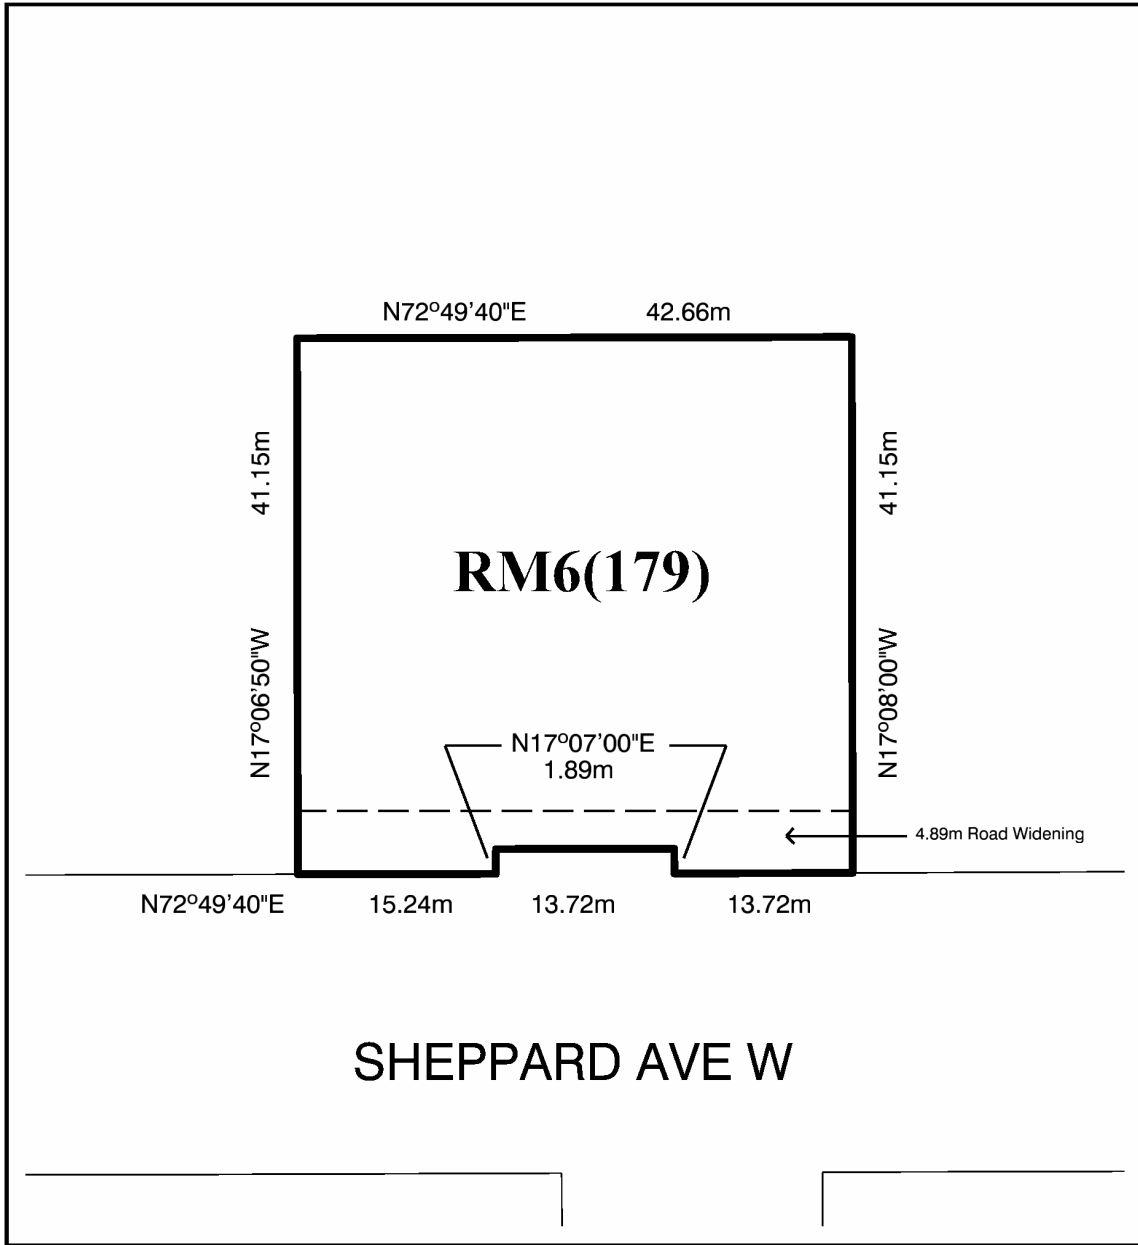 N72°49'40"E 42.66m
41.15m
41.15m
RM6(179)
N17°06'50"W
N17°08'00"W
N17°07'00"E
1.89m
4.89m Road Widening
N72°49'40"E 15.24m 13.72m 13.72m
SHEPPARD AVE W